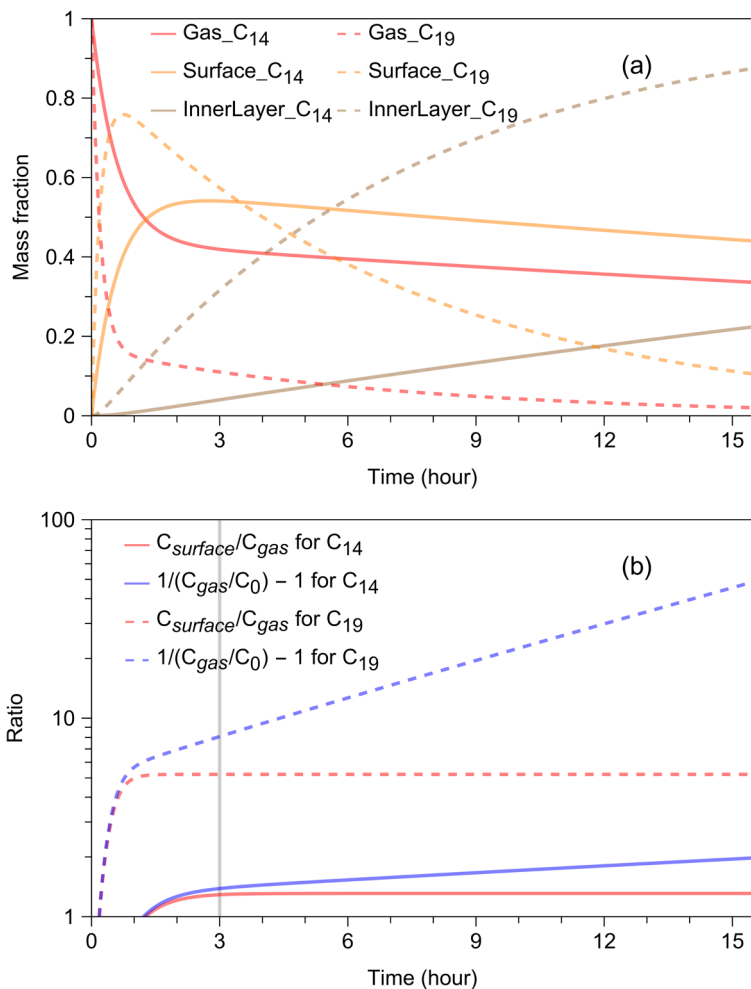 1
0.8
0.6
0.4
0.2
0
Mass fraction
Gas_C14 Gas_C19
Surface_C14 Surface_C19
InnerLayer_C14 InnerLayer_C19
(a)
0 3 6 9 12 15
Time (hour)
100
10
1
Ratio
Csurface/Cgas for C14
1/(Cgas/C0) − 1 for C14
Csurface/Cgas for C19
1/(Cgas/C0) − 1 for C19
(b)
0 3 6 9 12 15
Time (hour)